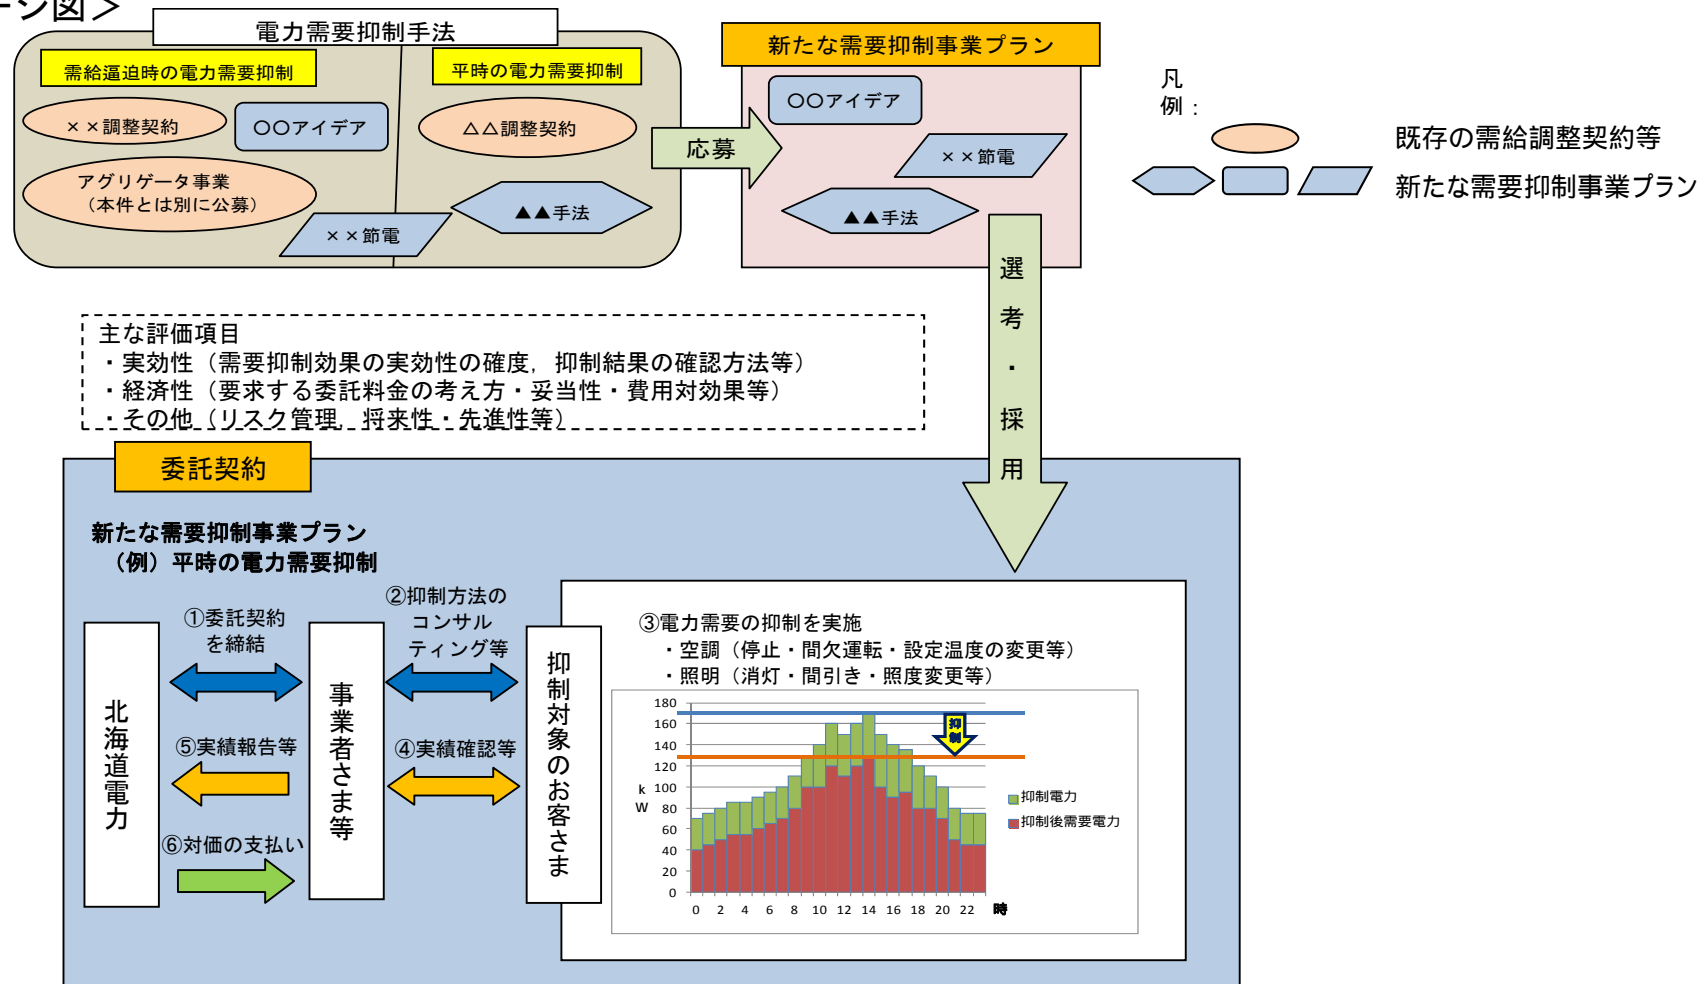 ージ図＞
電力需要抑制手法
需給逼迫時の電力需要抑制
平時の電力需要抑制
××調整契約
○○アイデア
△△調整契約
アグリゲータ事業
（本件とは別に公募）
××節電
▲▲手法
応募
新たな需要抑制事業プラン
○○アイデア
××節電
▲▲手法
凡
例：
既存の需給調整契約等
新たな需要抑制事業プラン
選考・採用
主な評価項目
・実効性（需要抑制効果の実効性の確度，抑制結果の確認方法等）
・経済性（要求する委託料金の考え方・妥当性・費用対効果等）
・その他（リスク管理，将来性・先進性等）
委託契約
新たな需要抑制事業プラン
（例）平時の電力需要抑制
①委託契約
を締結
②抑制方法の
コンサル
ティング等
北海道電力
事業者さま等
抑制対象のお客さま
⑤実績報告等
④実績確認等
⑥対価の支払い
③電力需要の抑制を実施
・空調（停止・間欠運転・設定温度の変更等）
・照明（消灯・間引き・照度変更等）
180
160
140
120
100
80
60
40
20
0
kW
0 2 4 6 8 10 12 14 16 18 20 22 時
抑制
抑制電力
抑制後需要電力